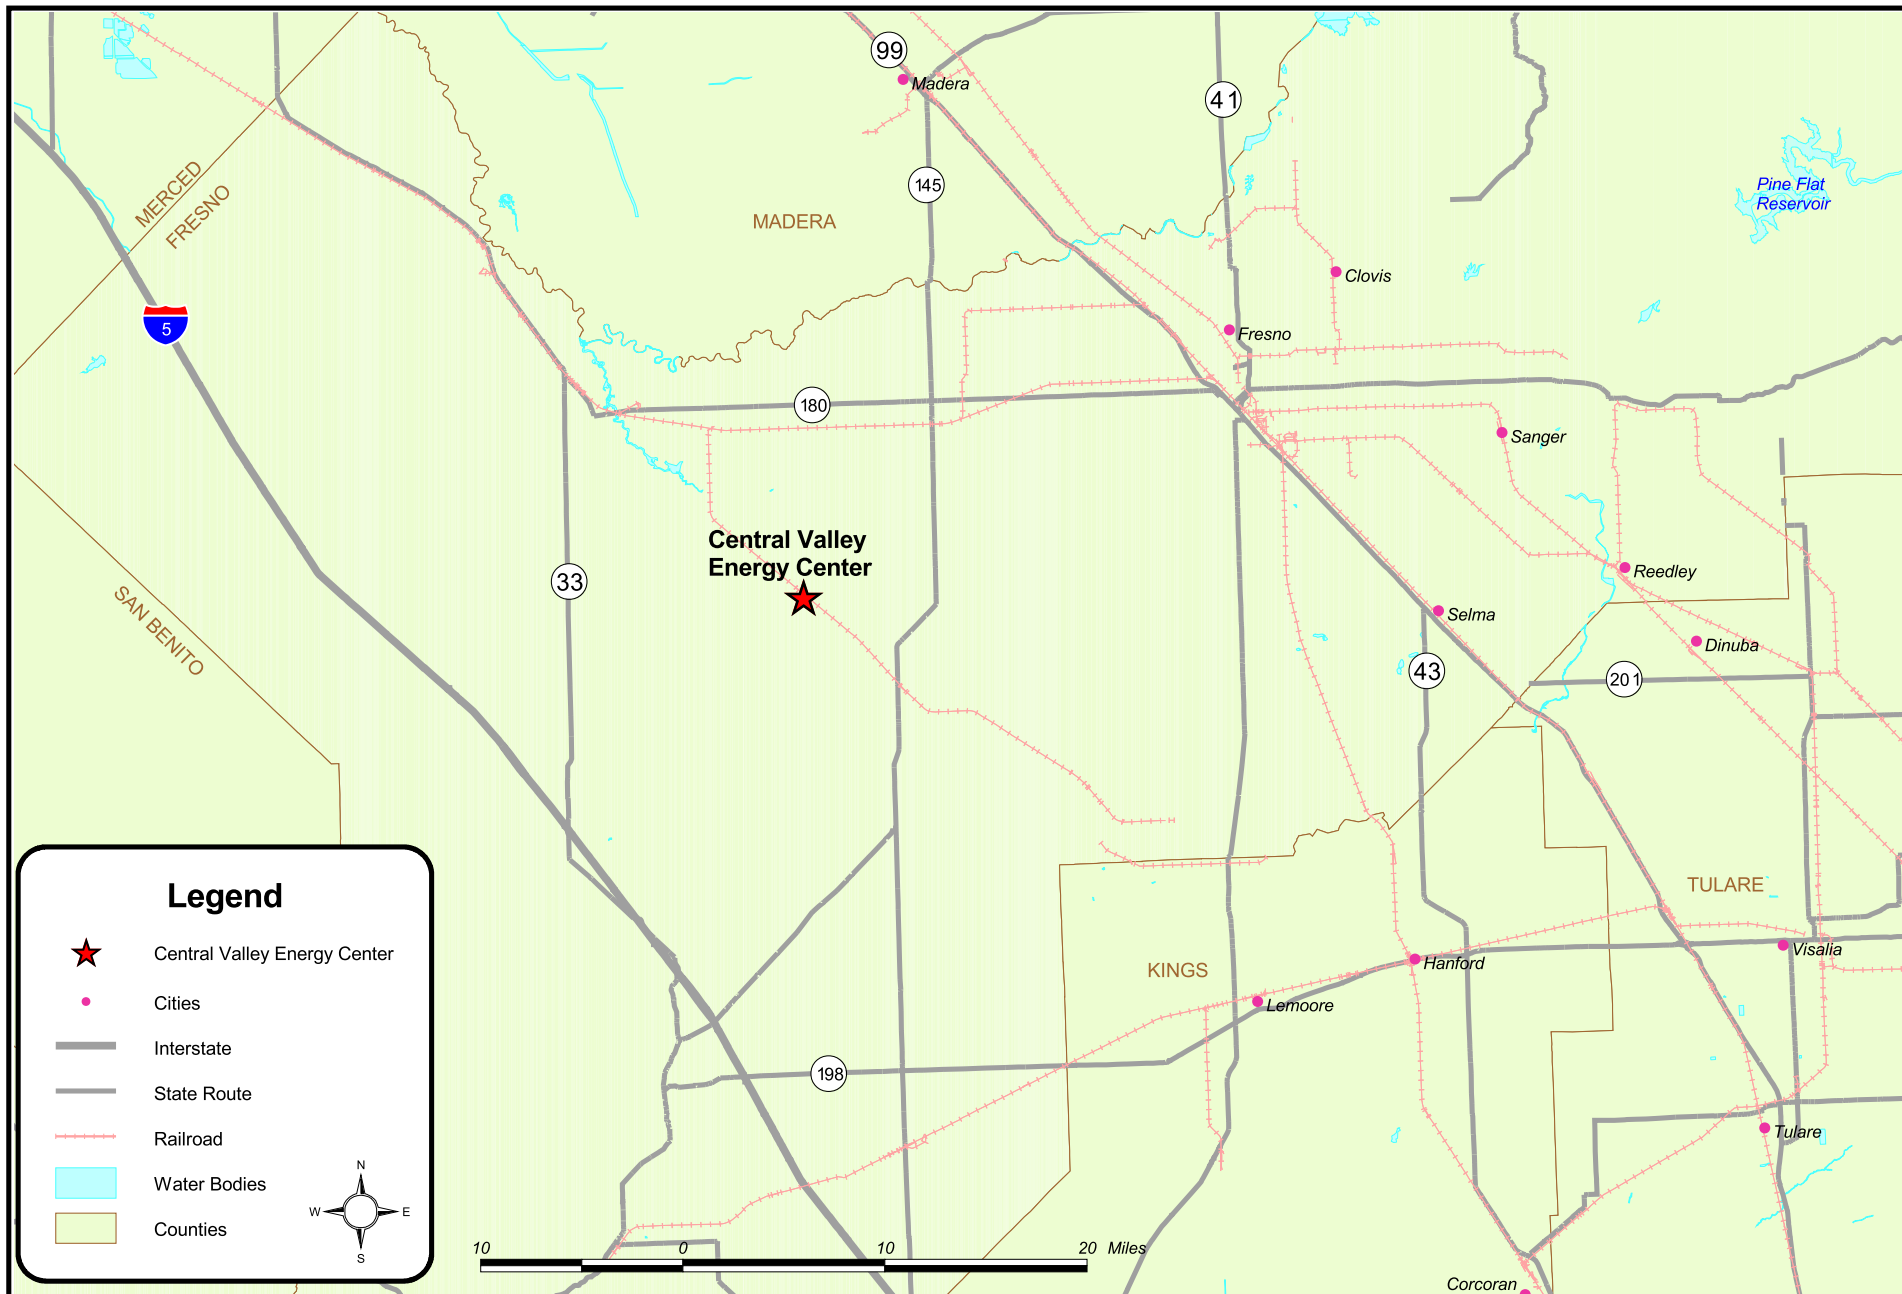 99
Madera
41
145
MERCED
FRESNO
MADERA
Pine Flat
Reservoir
Clovis
5
Fresno
180
Sanger
Central Valley
Energy Center
33
Reedley
SAN BENITO
Selma
Dinuba
43
201
TULARE
KINGS
Hanford
Visalia
Lemoore
198
Tulare
Corcoran
Legend
Central Valley Energy Center
Cities
Interstate
State Route
Railroad
Water Bodies
Counties
N
W E
S
10 0 10 20 Miles